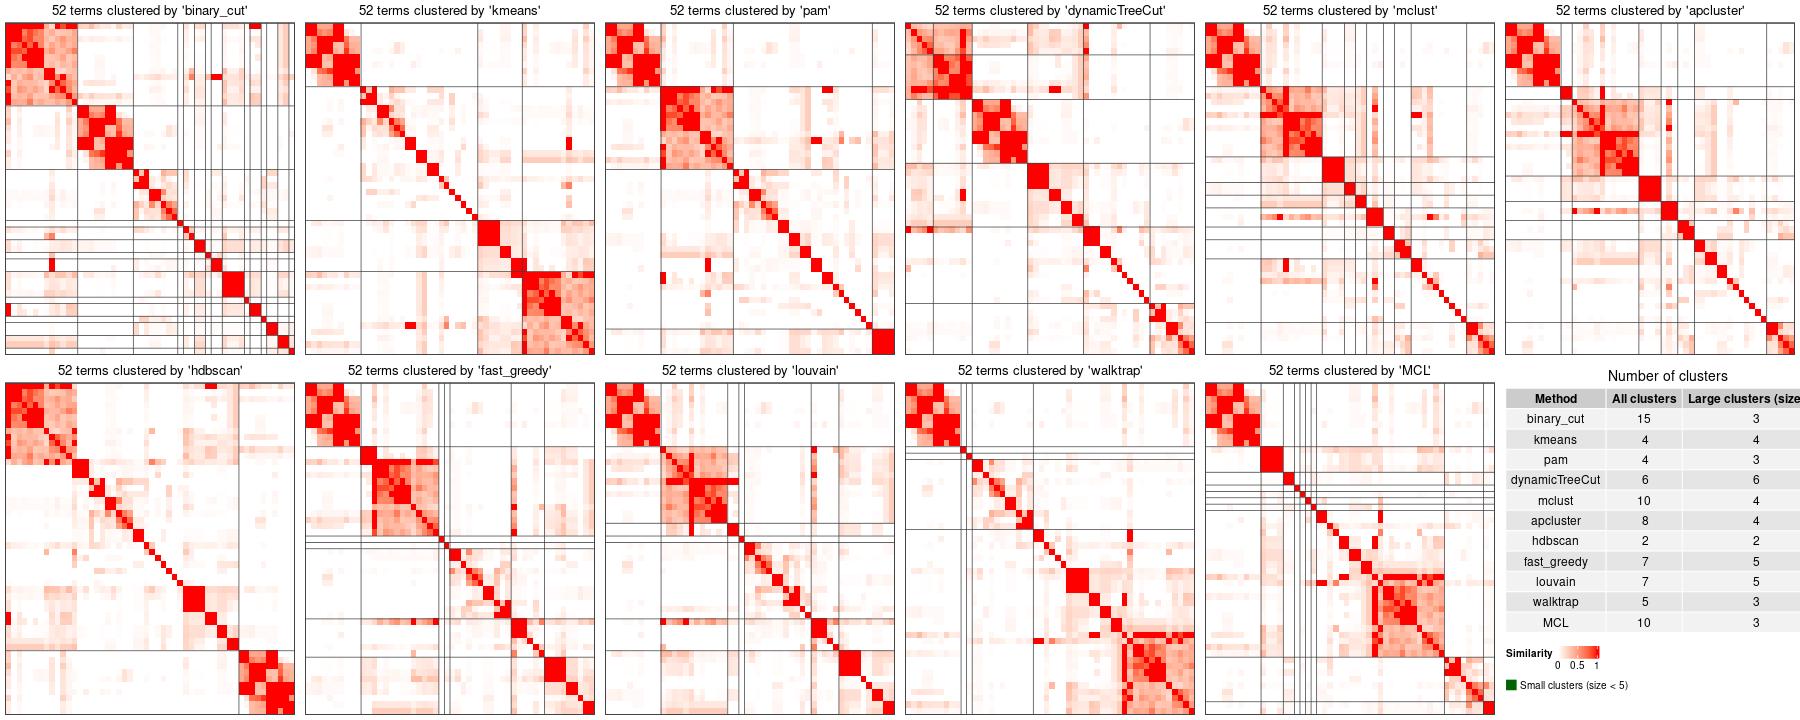 52 terms clustered by 'binary_cut'
52 terms clustered by 'kmeans'
52 terms clustered by 'pam'
52 terms clustered by 'dynamicTreeCut'
52 terms clustered by 'mclust'
52 terms clustered by 'apcluster'
52 terms clustered by 'hdbscan'
52 terms clustered by 'fast_greedy'
52 terms clustered by 'louvain'
52 terms clustered by 'walktrap'
52 terms clustered by 'MCL'
Number of clusters
Method All clusters Large clusters (size
binary_cut 15 3
kmeans 4 4
pam 4 3
dynamicTreeCut 6 6
mclust 10 4
apcluster 8 4
hdbscan 2 2
fast_greedy 7 5
louvain 7 5
walktrap 5 3
MCL 10 3
Similarity
0 0.5 1
Small clusters (size < 5)